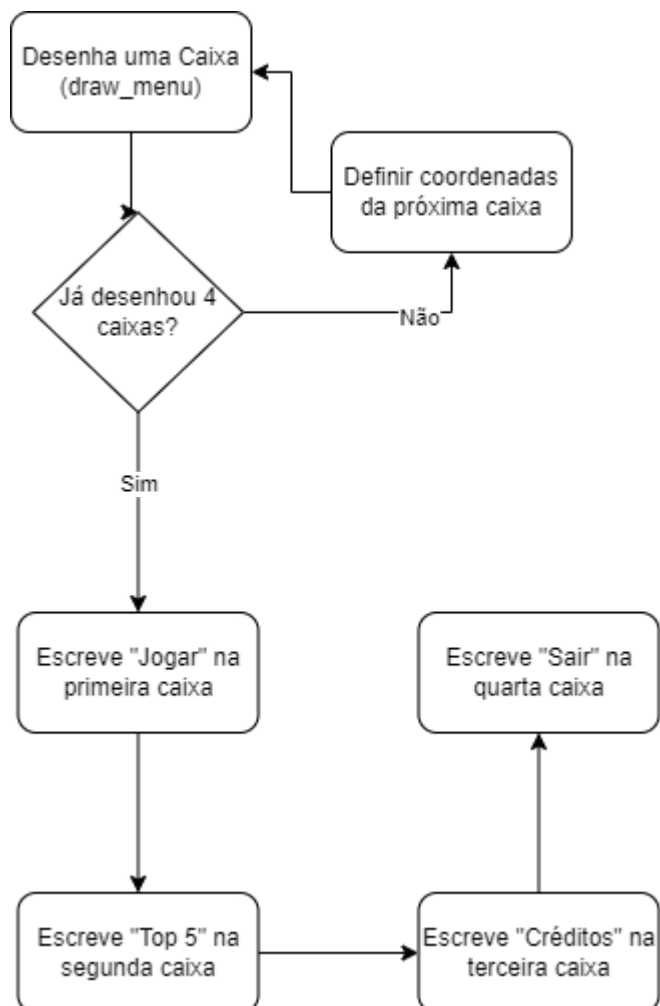 Desenha uma Caixa
(draw_menu)
Definir coordenadas
da próxima caixa
Já desenhou 4
caixas?
Não
Sim
Escreve "Jogar" na
primeira caixa
Escreve "Sair" na
quarta caixa
Escreve "Top 5" na
segunda caixa
Escreve "Créditos" na
terceira caixa